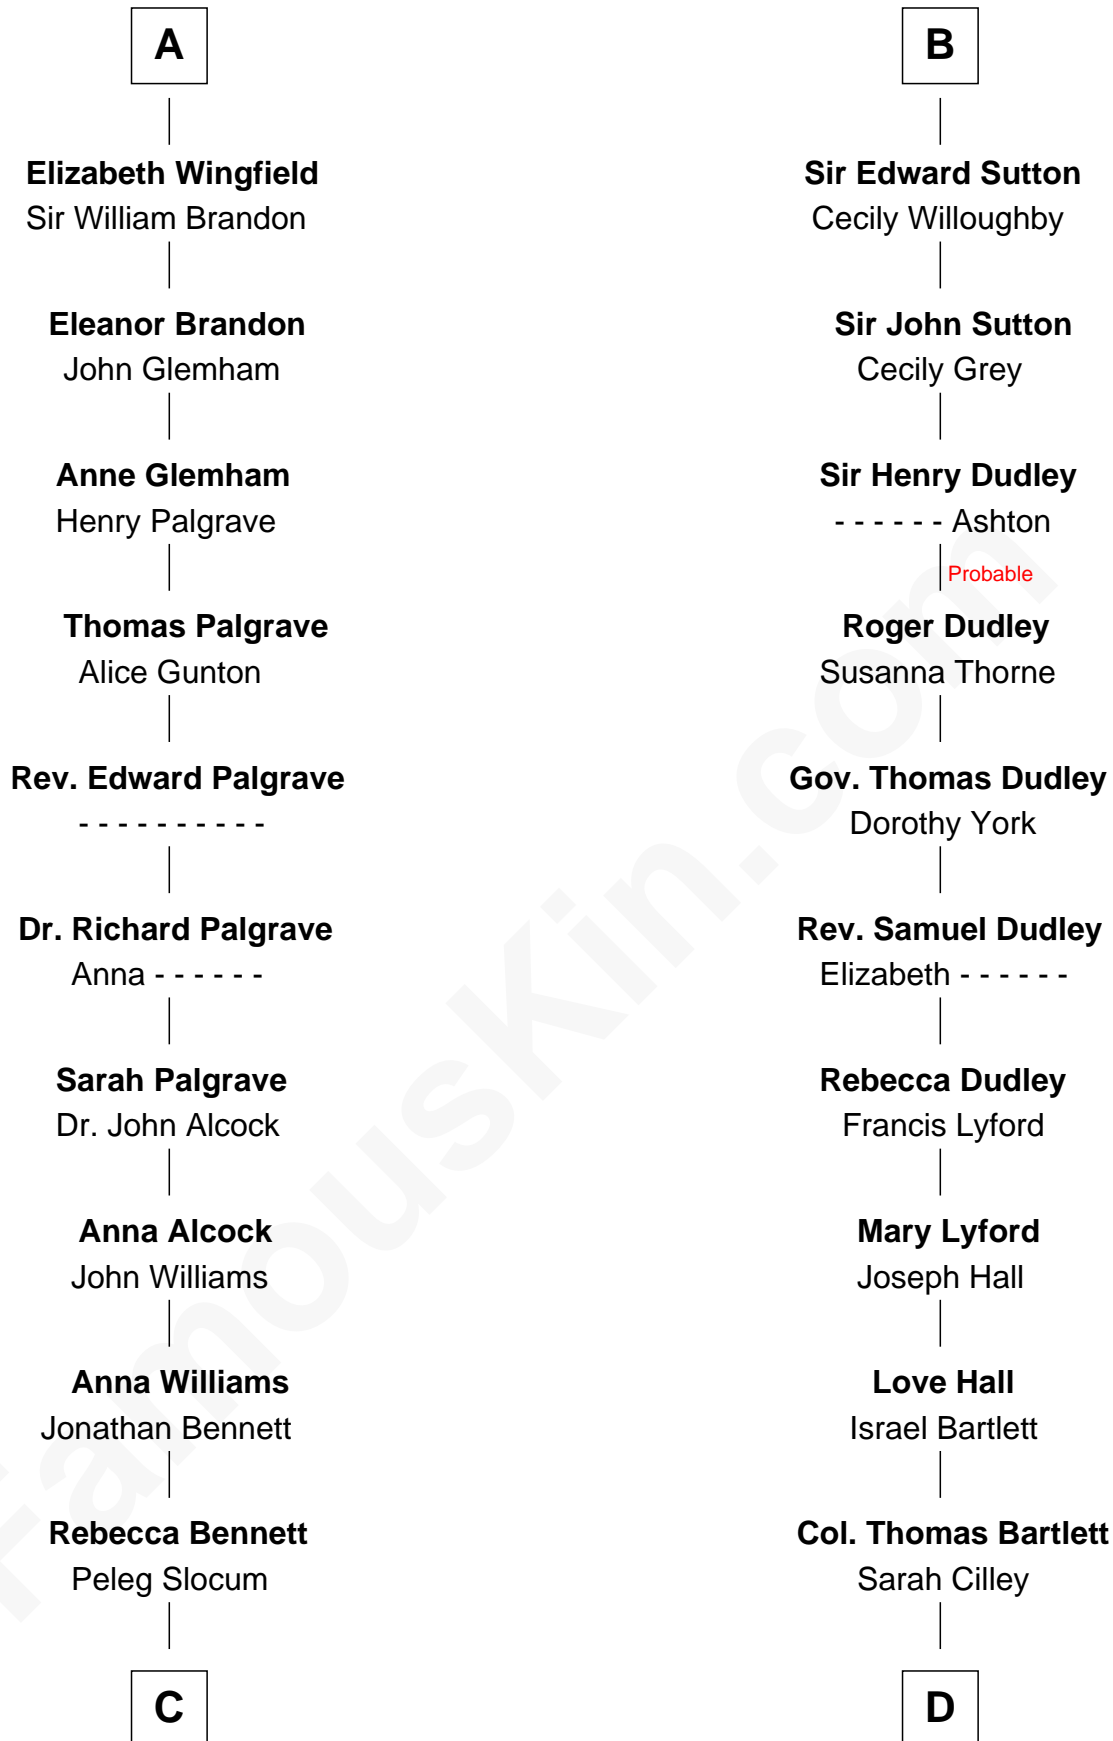 A
Elizabeth Wingfield
Sir William Brandon
Eleanor Brandon
John Glemham
Anne Glemham
Henry Palgrave
Thomas Palgrave
Alice Gunton
Rev. Edward Palgrave
- - - - - - - - - -
Dr. Richard Palgrave
Anna - - - - - -
Sarah Palgrave
Dr. John Alcock
Anna Alcock
John Williams
Anna Williams
Jonathan Bennett
Rebecca Bennett
Peleg Slocum
C
B
Sir Edward Sutton
Cecily Willoughby
Sir John Sutton
Cecily Grey
Sir Henry Dudley
- - - - - - Ashton
Probable
Roger Dudley
Susanna Thorne
Gov. Thomas Dudley
Dorothy York
Rev. Samuel Dudley
Elizabeth - - - - - -
Rebecca Dudley
Francis Lyford
Mary Lyford
Joseph Hall
Love Hall
Israel Bartlett
Col. Thomas Bartlett
Sarah Cilley
D
FamousKin.com